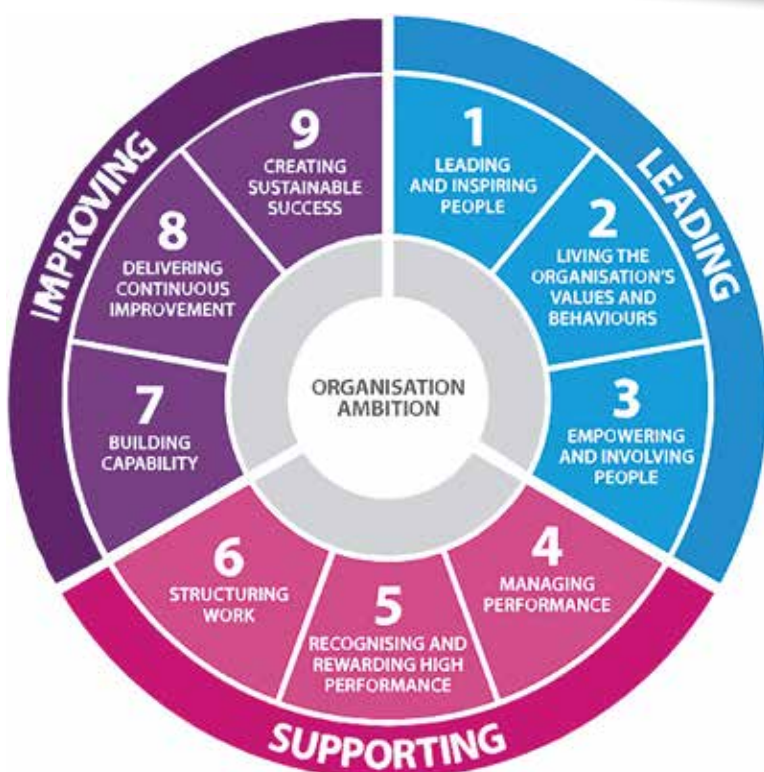 LEADING
1
LEADING
AND INSPIRING
PEOPLE
2
LIVING THE
ORGANISATION'S
VALUES AND
BEHAVIOURS
3
EMPOWERING
AND INVOLVING
PEOPLE
SUPPORTING
4
MANAGING
PERFORMANCE
5
RECOGNISING AND
REWARDING HIGH
PERFORMANCE
6
STRUCTURING
WORK
IMPROVING
7
BUILDING
CAPABILITY
8
DELIVERING
CONTINUOUS
IMPROVEMENT
9
CREATING
SUSTAINABLE
SUCCESS
ORGANISATION
AMBITION